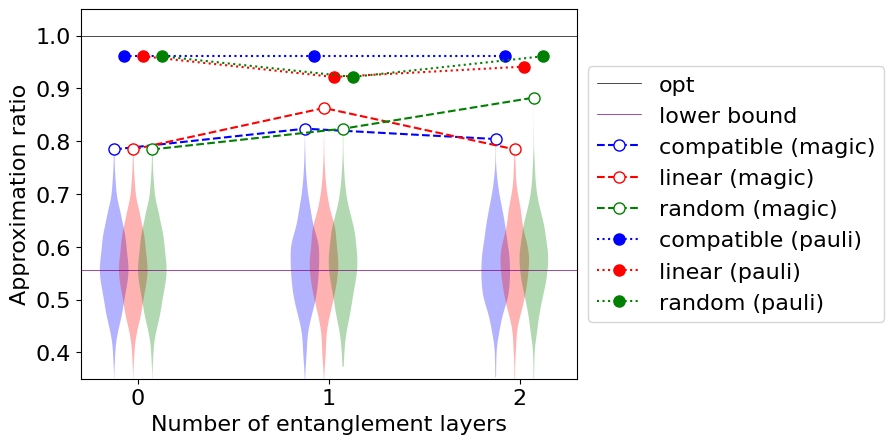 1.0
0.9
0.8
0.7
0.6
0.5
0.4
Approximation ratio
0 1 2
Number of entanglement layers
opt
lower bound
compatible (magic)
linear (magic)
random (magic)
compatible (pauli)
linear (pauli)
random (pauli)